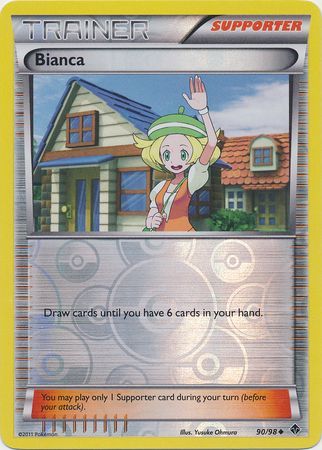 TRAINER
SUPPORTER
Bianca
Draw cards until you have 6 cards in your hand.
You may play only 1 Supporter card during your turn (before
your attack).
©2011 Pokémon
Illus. Yusuke Ohmura
90/98